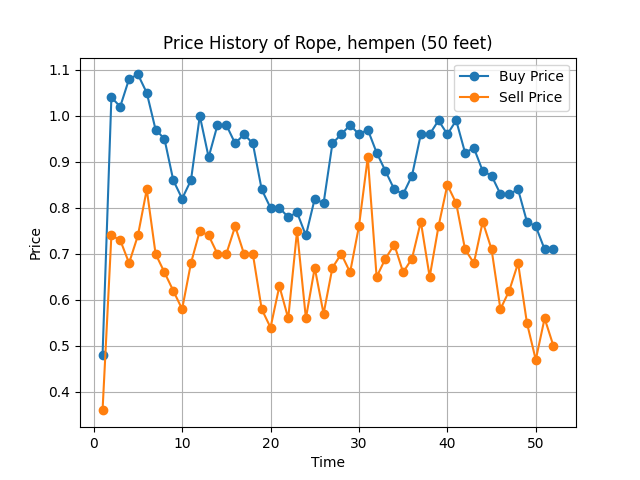 Price History of Rope, hempen (50 feet)
Buy Price
Sell Price
Price
1.1
1.0
0.9
0.8
0.7
0.6
0.5
0.4
0 10 20 30 40 50
Time